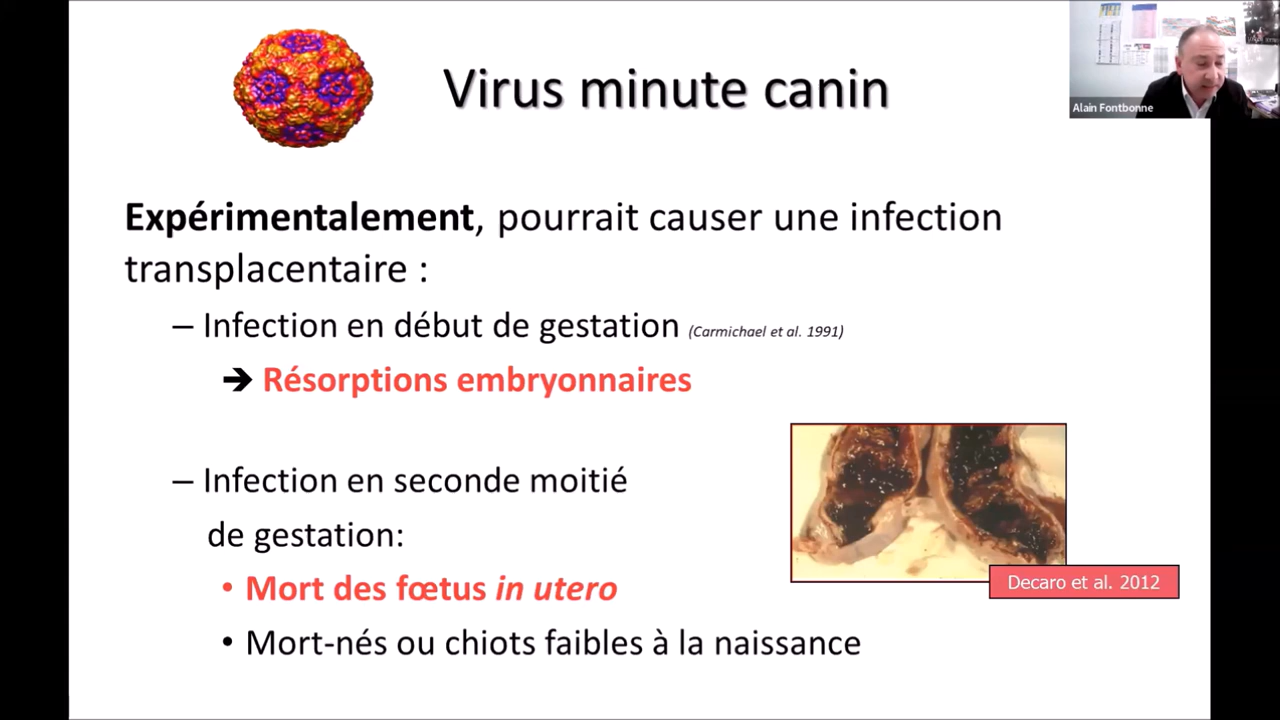 Virus minute canin
Alain Fontbonne
Expérimentalement, pourrait causer une infection
transplacentaire :
– Infection en début de gestation (Carmichael et al. 1991)
➔ Résorptions embryonnaires
– Infection en seconde moitié
de gestation:
• Mort des fœtus in utero
• Mort-nés ou chiots faibles à la naissance
Decaro et al. 2012